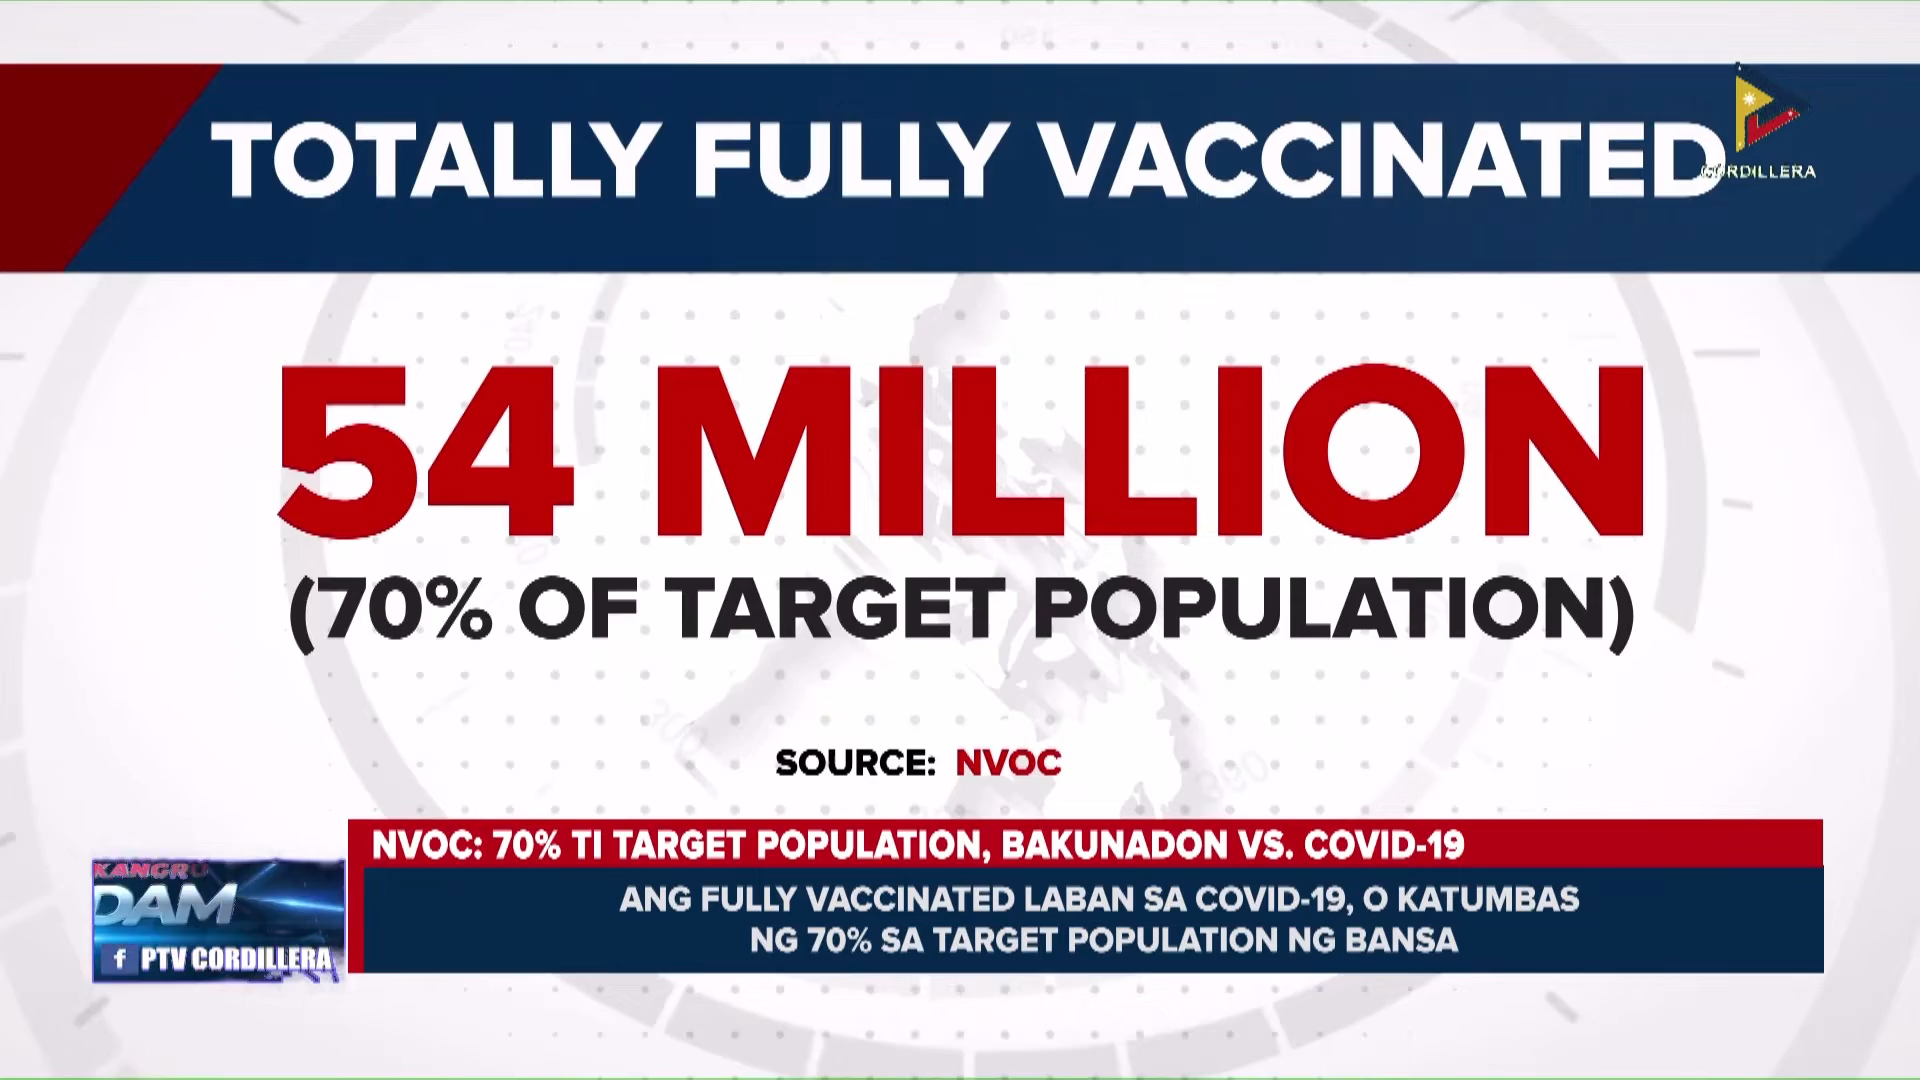 TOTALLY FULLY VACCINATED
CORDILLERA
54 MILLION
(70% OF TARGET POPULATION)
SOURCE: NVOC
NVOC: 70% TI TARGET POPULATION, BAKUNADON VS. COVID-19
ANG FULLY VACCINATED LABAN SA COVID-19, O KATUMBAS
NG 70% SA TARGET POPULATION NG BANSA
DAM
f PTV CORDILLERA